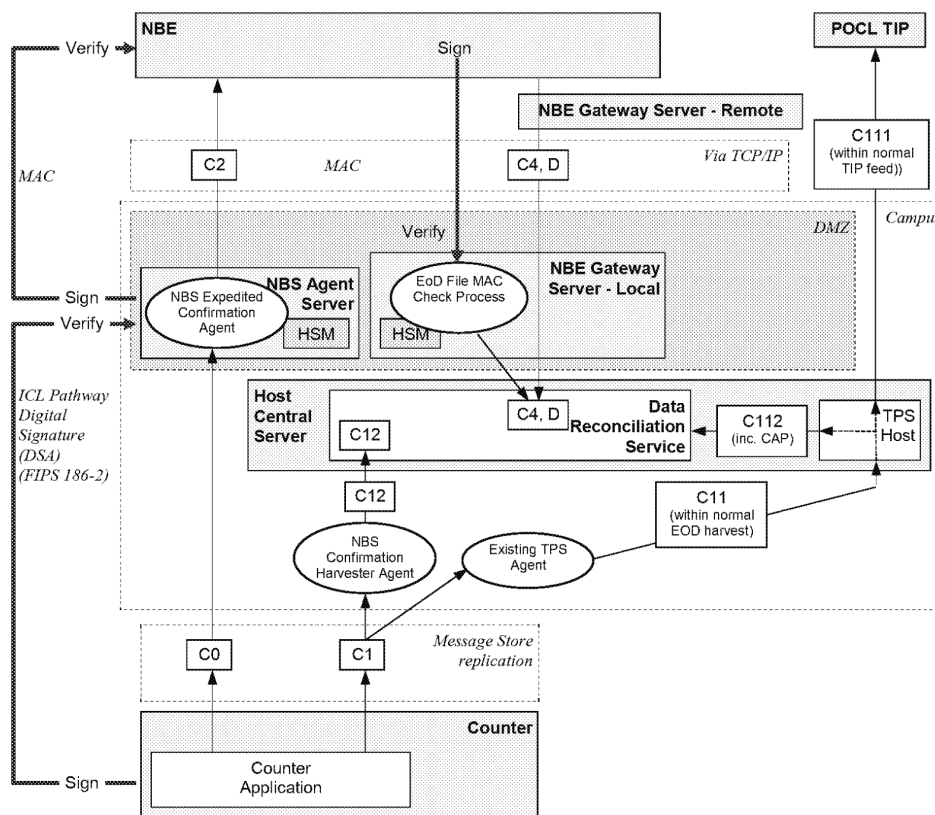 NBE
POCL TIP
Verify
Sign
NBE Gateway Server - Remote
C111
(within normal
TIP feed))
Via TCP/IP
C2
MAC
C4, D
MAC
Campu
DMZ
Verify
NBS Agent
Server
NBE Gateway
Server - Local
EoD File MAC
Check Process
NBS Expedited
Confirmation
Agent
Sign
Verify
HSM
HSM
ICL Pathway
Digital
Signature
(DSA)
(FIPS 186-2)
Host
Central
Server
C4, D
Data
Reconciliation
Service
C12
C112
(inc. CAP)
TPS
Host
C12
C11
(within normal
EOD harvest)
NBS
Confirmation
Harvester Agent
Existing TPS
Agent
Message Store
replication
C0
C1
Counter
Counter
Application
Sign